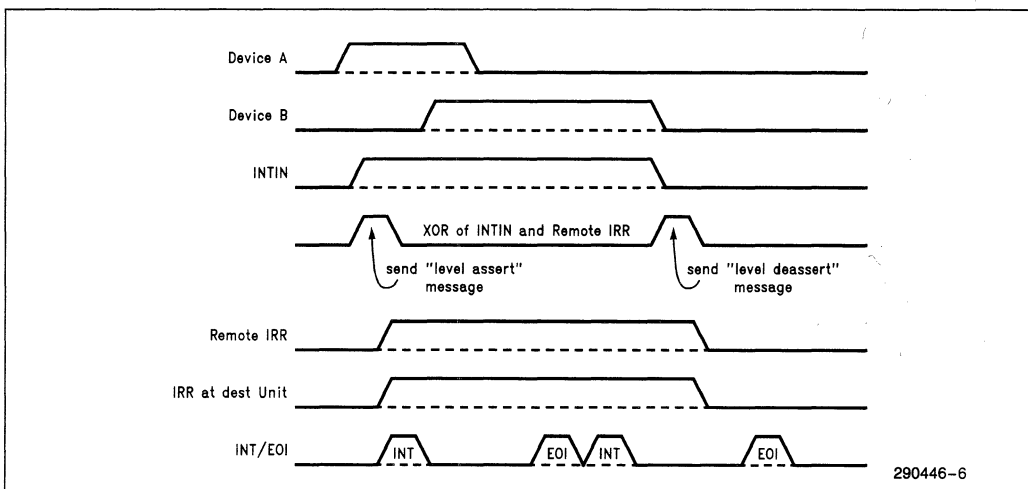 Device A
Device B
INTIN
XOR of INTIN and Remote IRR
send "level assert"
message
send "level deassert"
message
Remote IRR
IRR at dest Unit
INT/EOI
INT
EOI
INT
EOI
290446-6